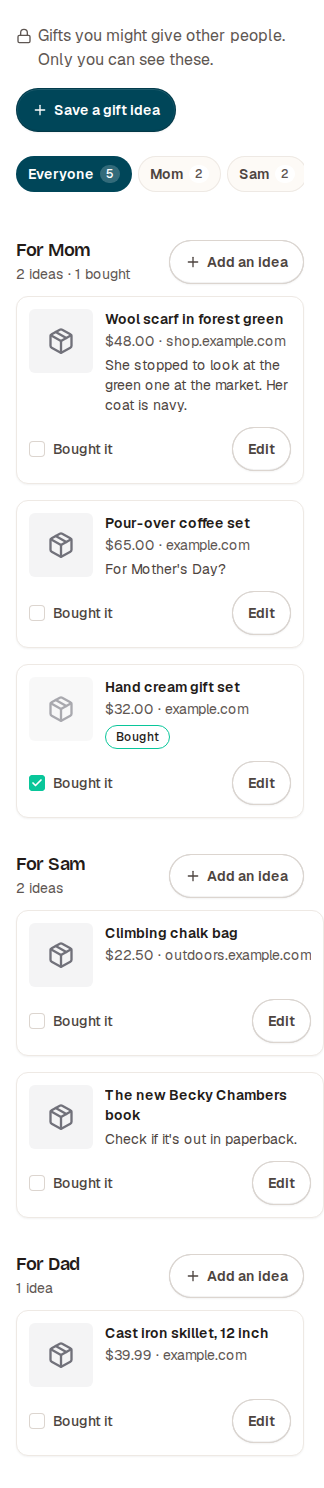 Gifts you might give other people.
Only you can see these.
Save a gift idea
Everyone 5 Mom 2 Sam 2
For Mom
2 ideas · 1 bought
Add an idea
Wool scarf in forest green
$48.00 · shop.example.com
She stopped to look at the
green one at the market. Her
coat is navy.
Bought it
Edit
Pour-over coffee set
$65.00 · example.com
For Mother's Day?
Bought it
Edit
Hand cream gift set
$32.00 · example.com
Bought
Bought it
Edit
For Sam
2 ideas
Add an idea
Climbing chalk bag
$22.50 · outdoors.example.com
Bought it
Edit
The new Becky Chambers
book
Check if it's out in paperback.
Bought it
Edit
For Dad
1 idea
Add an idea
Cast iron skillet, 12 inch
$39.99 · example.com
Bought it
Edit